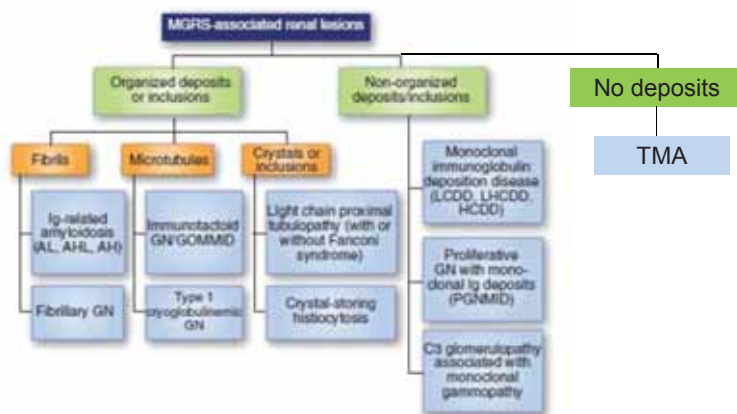 MGRS-associated renal lesions
Organized deposits
or inclusions
Non-organized
deposits/inclusions
No deposits
TMA
Fibrils
Microtubules
Crystals or
inclusions
Ig-related
amyloidosis
(AL, AHL, AH)
Fibrillary GN
Immunotactoid
GN/GOMMID
Type 1
cryoglobulinemic
GN
Light chain proximal
tubulopathy (with or
without Fanconi
syndrome)
Crystal-storing
histiocytosis
Monoclonal
immunoglobulin
deposition disease
(LCDD, LHCDD,
HCDD)
Proliferative
GN with mono-
clonal Ig deposits
(PGNMID)
C3 glomerulopathy
associated with
monoclonal
gammopathy